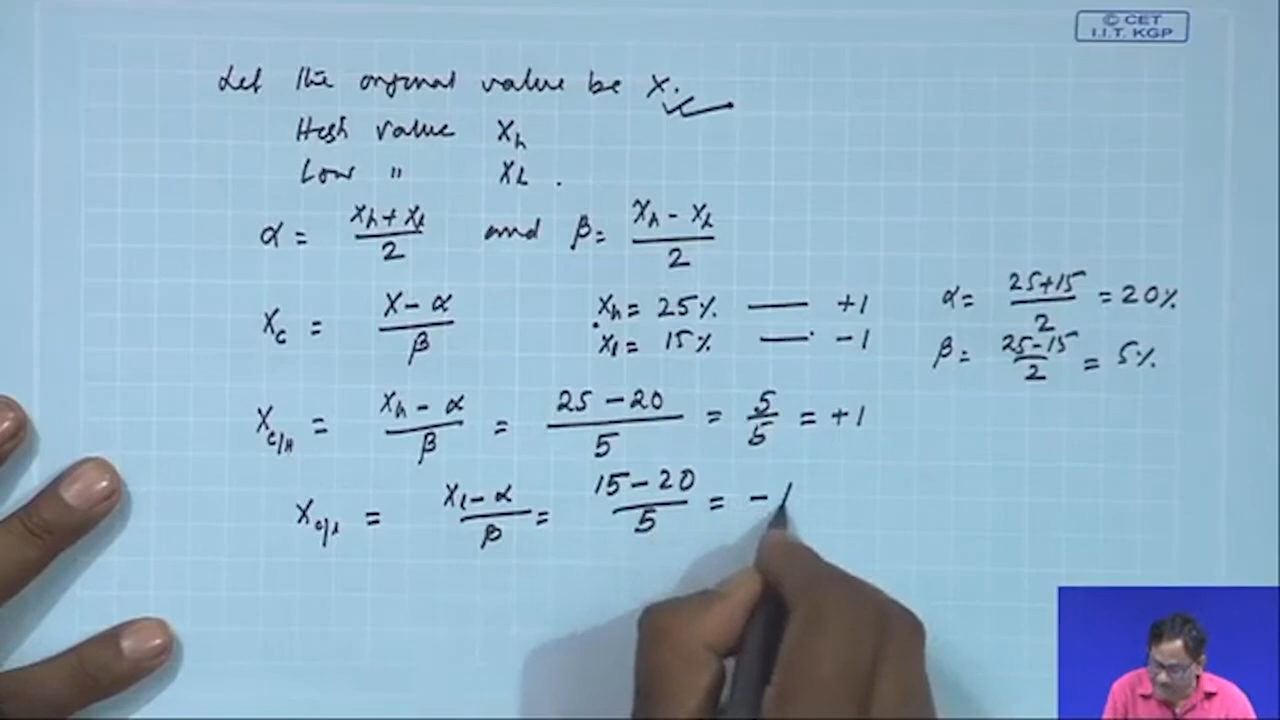 © CET
I.I.T. KGP
Let the original value be X.
High value Xh
Low " XL .
α = (Xh + Xl)/2 and β = (Xh - Xl)/2
Xc = (X - α)/β
Xh = 25% — +1
Xl = 15% — -1
α = (25+15)/2 = 20%
β = (25-15)/2 = 5%
Xc/H = (Xh - α)/β = (25 - 20)/5 = 5/5 = +1
Xc/l = (Xl - α)/β = (15 - 20)/5 = -1